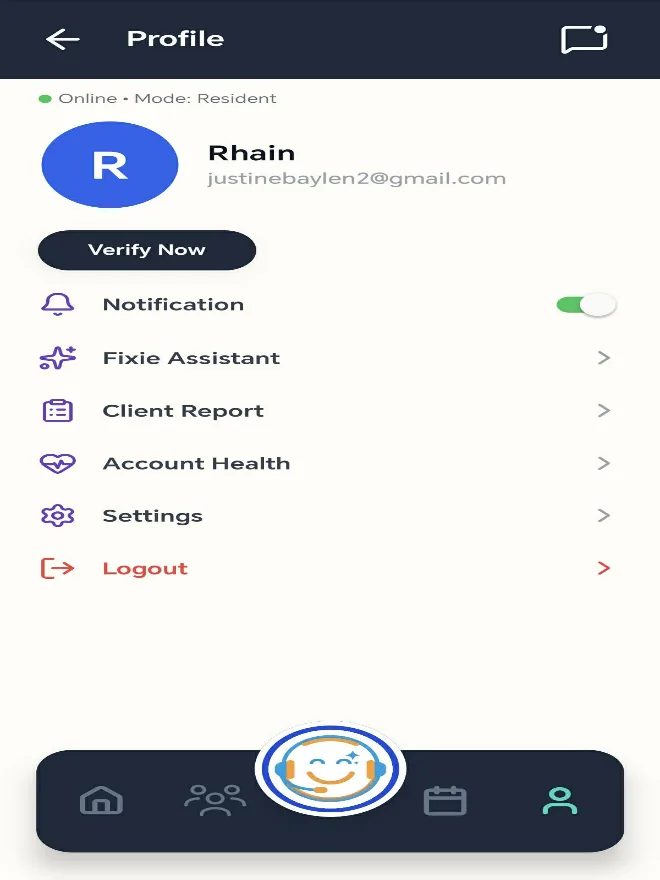 Profile
Online • Mode: Resident
R
Rhain
justinebaylen2@gmail.com
Verify Now
Notification
Fixie Assistant
Client Report
Account Health
Settings
Logout